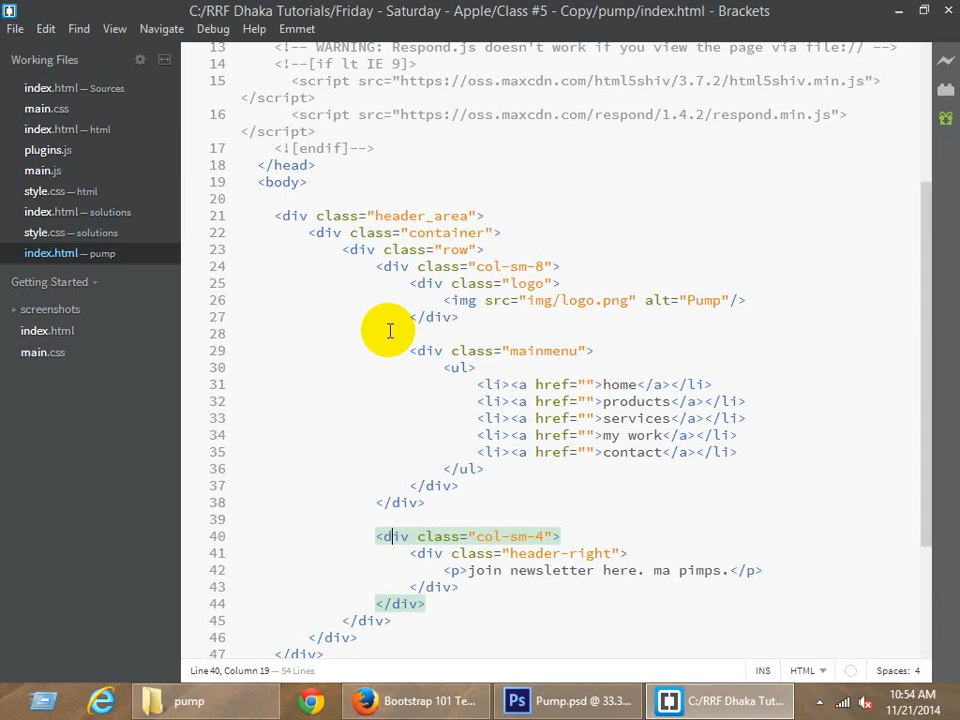 C:/RRF Dhaka Tutorials/Friday - Saturday - Apple/Class #5 - Copy/pump/index.html - Brackets
File Edit Find View Navigate Debug Help Emmet
Working Files
index.html — Sources
main.css
index.html — html
plugins.js
main.js
style.css — html
index.html — solutions
style.css — solutions
index.html — pump
Getting Started
screenshots
index.html
main.css
13 <!-- WARNING: Respond.js doesn't work if you view the page via file:// -->
14 <!--[if lt IE 9]>
15 <script src="https://oss.maxcdn.com/html5shiv/3.7.2/html5shiv.min.js">
</script>
16 <script src="https://oss.maxcdn.com/respond/1.4.2/respond.min.js">
</script>
17 <![endif]-->
18 </head>
19 <body>
20
21 <div class="header_area">
22 <div class="container">
23 <div class="row">
24 <div class="col-sm-8">
25 <div class="logo">
26 <img src="img/logo.png" alt="Pump"/>
27 </div>
28
29 <div class="mainmenu">
30 <ul>
31 <li><a href="">home</a></li>
32 <li><a href="">products</a></li>
33 <li><a href="">services</a></li>
34 <li><a href="">my work</a></li>
35 <li><a href="">contact</a></li>
36 </ul>
37 </div>
38 </div>
39
40 <div class="col-sm-4">
41 <div class="header-right">
42 <p>join newsletter here. ma pimps.</p>
43 </div>
44 </div>
45 </div>
46 </div>
47 </div>
Line 40, Column 19 — 54 Lines
INS HTML Spaces: 4
pump
Bootstrap 101 Te...
Ps Pump.psd @ 33.3...
C:/RRF Dhaka Tut...
10:54 AM
11/21/2014